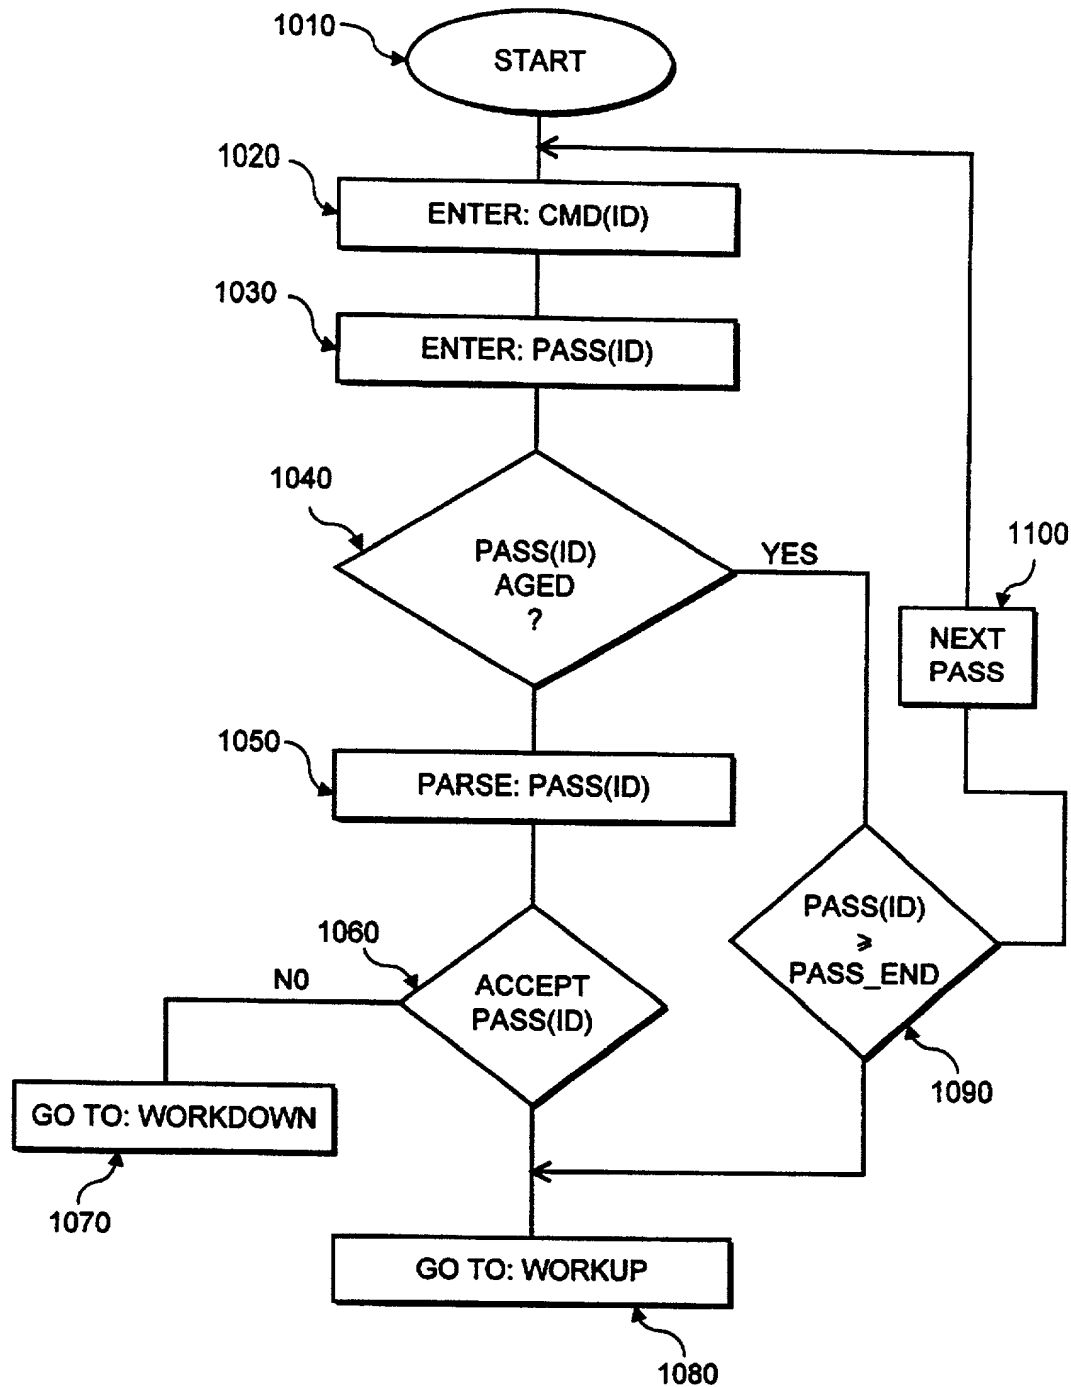 1010
START
1020
ENTER: CMD(ID)
1030
ENTER: PASS(ID)
1040
PASS(ID)
AGED
?
YES
1100
NEXT
PASS
1050
PARSE: PASS(ID)
PASS(ID)
⩾
PASS_END
1060
N0
ACCEPT
PASS(ID)
1090
GO TO: WORKDOWN
1070
GO TO: WORKUP
1080